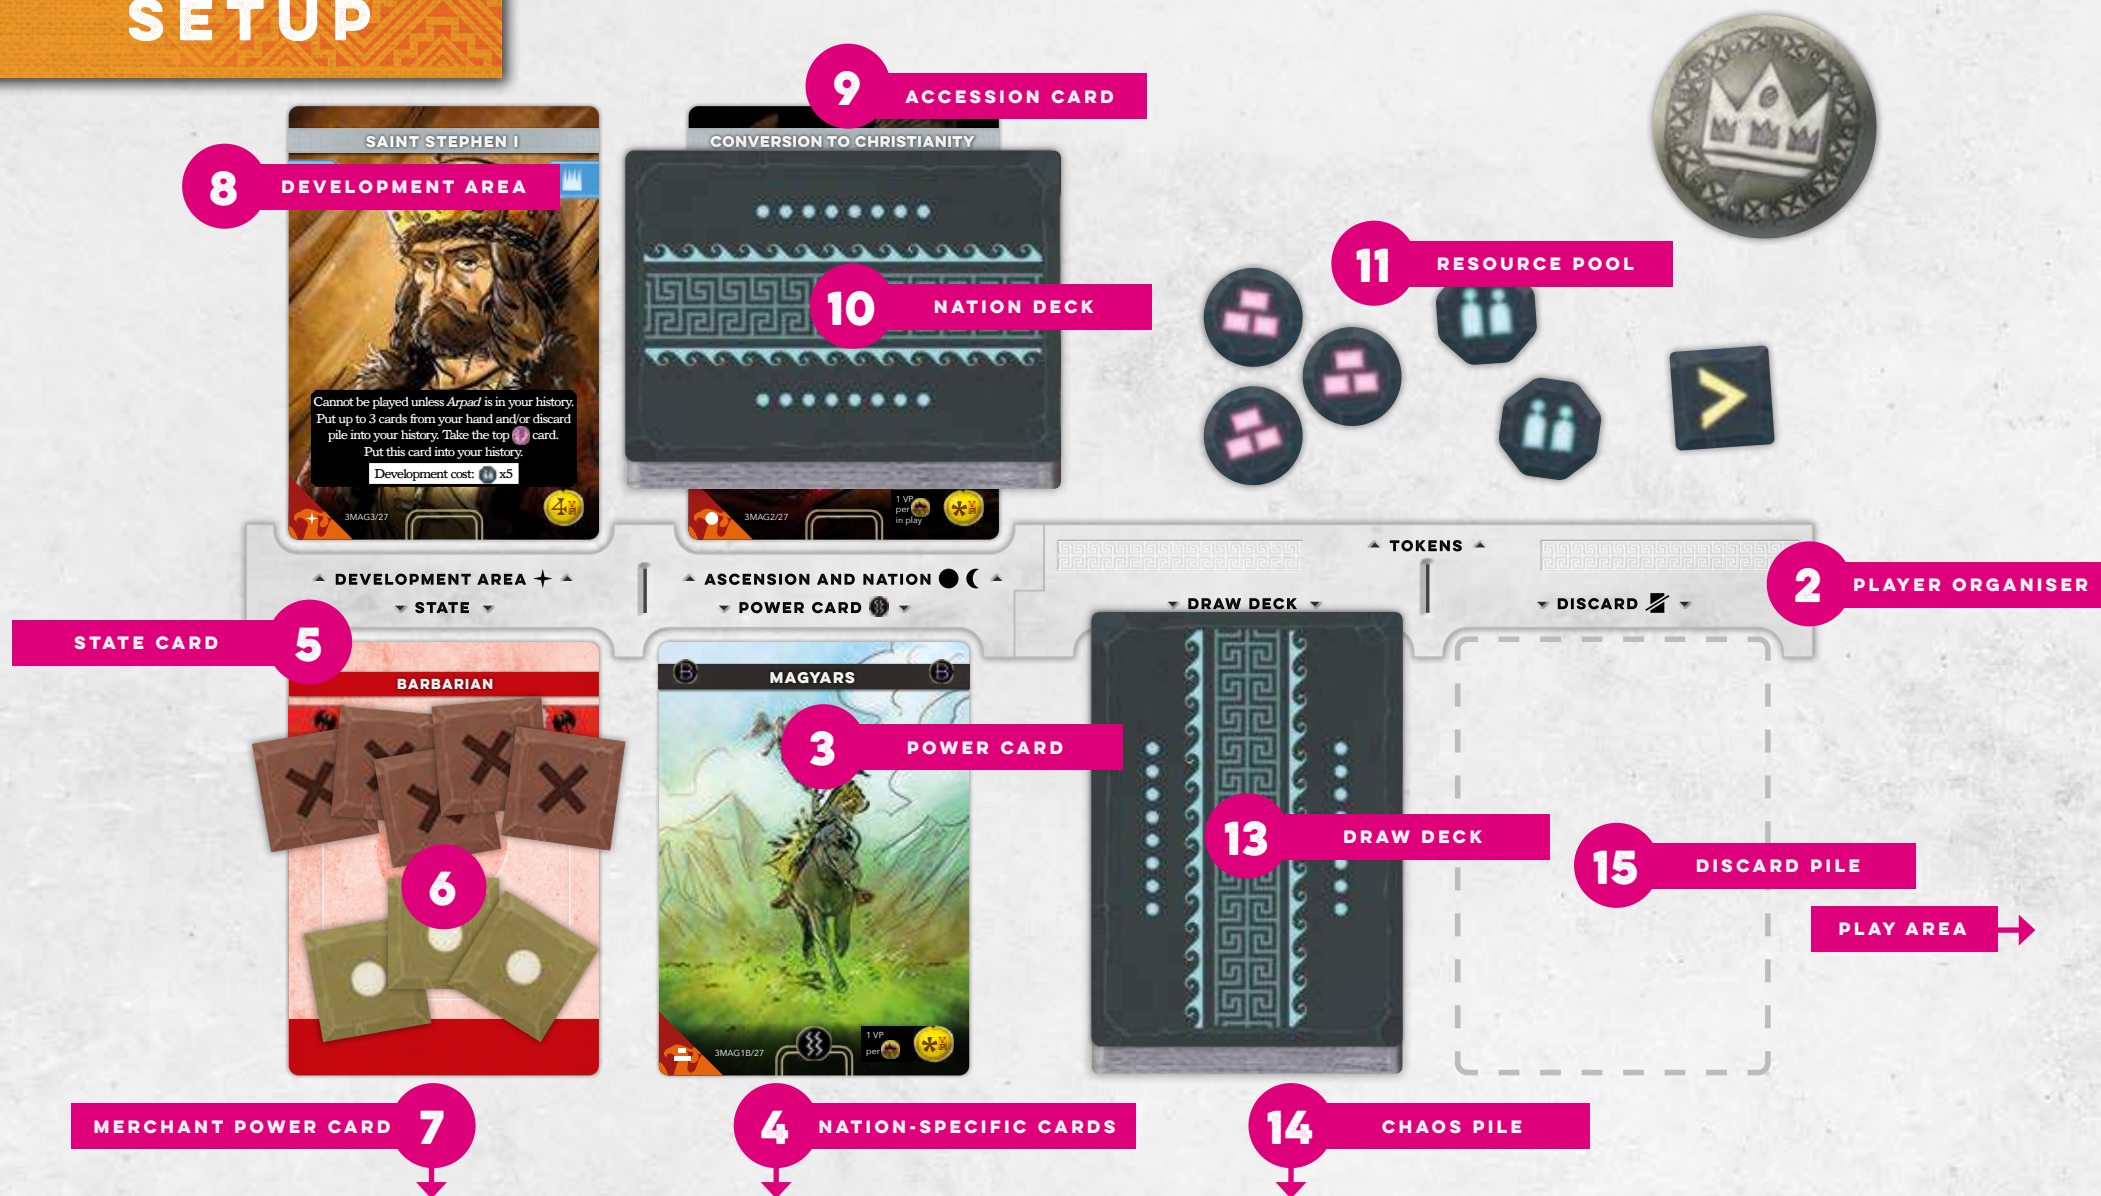 SETUP
9 ACCESSION CARD
SAINT STEPHEN I
CONVERSION TO CHRISTIANITY
8 DEVELOPMENT AREA
11 RESOURCE POOL
10 NATION DECK
Cannot be played unless Arpad is in your history.
Put up to 3 cards from your hand and/or discard
pile into your history. Take the top card.
Put this card into your history.
Development cost: x5
3MAG3/27
4 VP
3MAG2/27
1 VP
per
in play
* VP
TOKENS
DEVELOPMENT AREA
STATE
ASCENSION AND NATION
POWER CARD
DRAW DECK
DISCARD
2 PLAYER ORGANISER
STATE CARD 5
BARBARIAN
B MAGYARS B
3 POWER CARD
13 DRAW DECK
15 DISCARD PILE
6
PLAY AREA
3MAG1B/27
1 VP
per
* VP
MERCHANT POWER CARD 7
4 NATION-SPECIFIC CARDS
14 CHAOS PILE